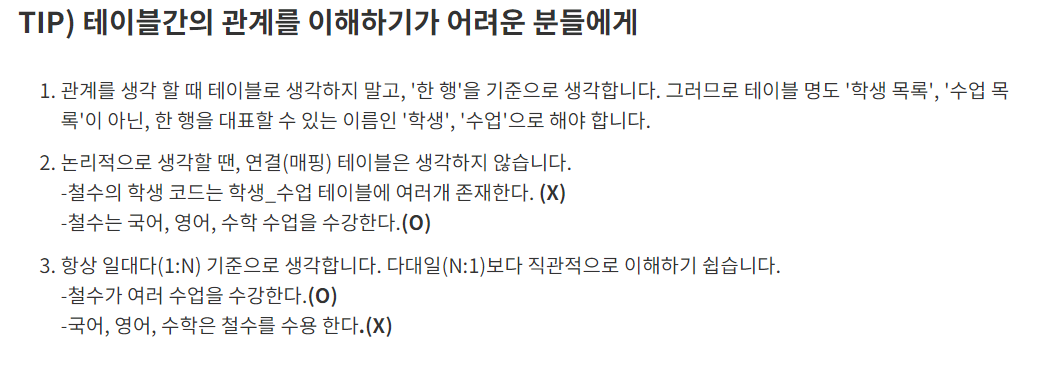 TIP) 테이블간의 관계를 이해하기가 어려운 분들에게
1. 관계를 생각 할 때 테이블로 생각하지 말고, '한 행'을 기준으로 생각합니다. 그러므로 테이블 명도 '학생 목록', '수업 목
록'이 아닌, 한 행을 대표할 수 있는 이름인 '학생', '수업'으로 해야 합니다.
2. 논리적으로 생각할 땐, 연결(매핑) 테이블은 생각하지 않습니다.
-철수의 학생 코드는 학생_수업 테이블에 여러개 존재한다. (X)
-철수는 국어, 영어, 수학 수업을 수강한다.(O)
3. 항상 일대다(1:N) 기준으로 생각합니다. 다대일(N:1)보다 직관적으로 이해하기 쉽습니다.
-철수가 여러 수업을 수강한다.(O)
-국어, 영어, 수학은 철수를 수용 한다.(X)